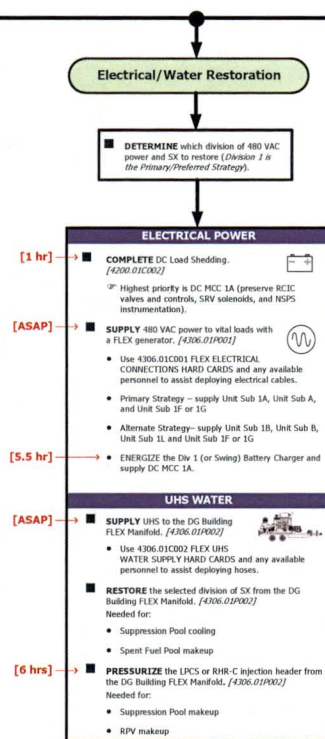 Electrical/Water Restoration
DETERMINE which division of 480 VAC
power and SX to restore (Division 1 is
the Primary/Preferred Strategy).
ELECTRICAL POWER
[1 hr] COMPLETE DC Load Shedding.
[4200.01C002]
☞ Highest priority is DC MCC 1A (preserve RCIC
valves and controls, SRV solenoids, and NSPS
instrumentation).
[ASAP] SUPPLY 480 VAC power to vital loads with
a FLEX generator. [4306.01P001]
• Use 4306.01C001 FLEX ELECTRICAL
CONNECTIONS HARD CARDS and any available
personnel to assist deploying electrical cables.
• Primary Strategy – supply Unit Sub 1A, Unit Sub A,
and Unit Sub 1F or 1G
• Alternate Strategy– supply Unit Sub 1B, Unit Sub B,
Unit Sub 1L and Unit Sub 1F or 1G
[5.5 hr] • ENERGIZE the Div 1 (or Swing) Battery Charger and
supply DC MCC 1A.
UHS WATER
[ASAP] SUPPLY UHS to the DG Building
FLEX Manifold. [4306.01P002]
• Use 4306.01C002 FLEX UHS
WATER SUPPLY HARD CARDS and any available
personnel to assist deploying hoses.
RESTORE the selected division of SX from the DG
Building FLEX Manifold. [4306.01P002]
Needed for:
• Suppression Pool cooling
• Spent Fuel Pool makeup
[6 hrs] PRESSURIZE the LPCS or RHR-C injection header from
the DG Building FLEX Manifold. [4306.01P002]
Needed for:
• Suppression Pool makeup
• RPV makeup